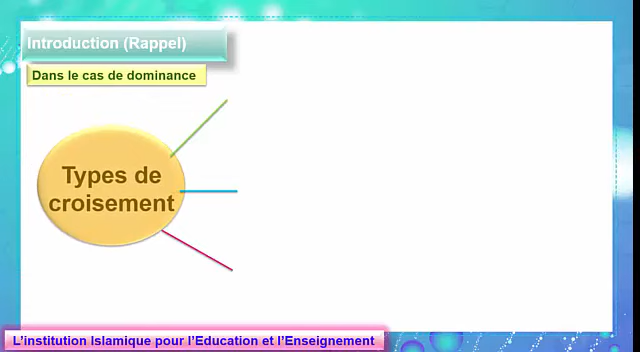 Introduction (Rappel)
Dans le cas de dominance
Types de
croisement
L'institution Islamique pour l'Education et l'Enseignement